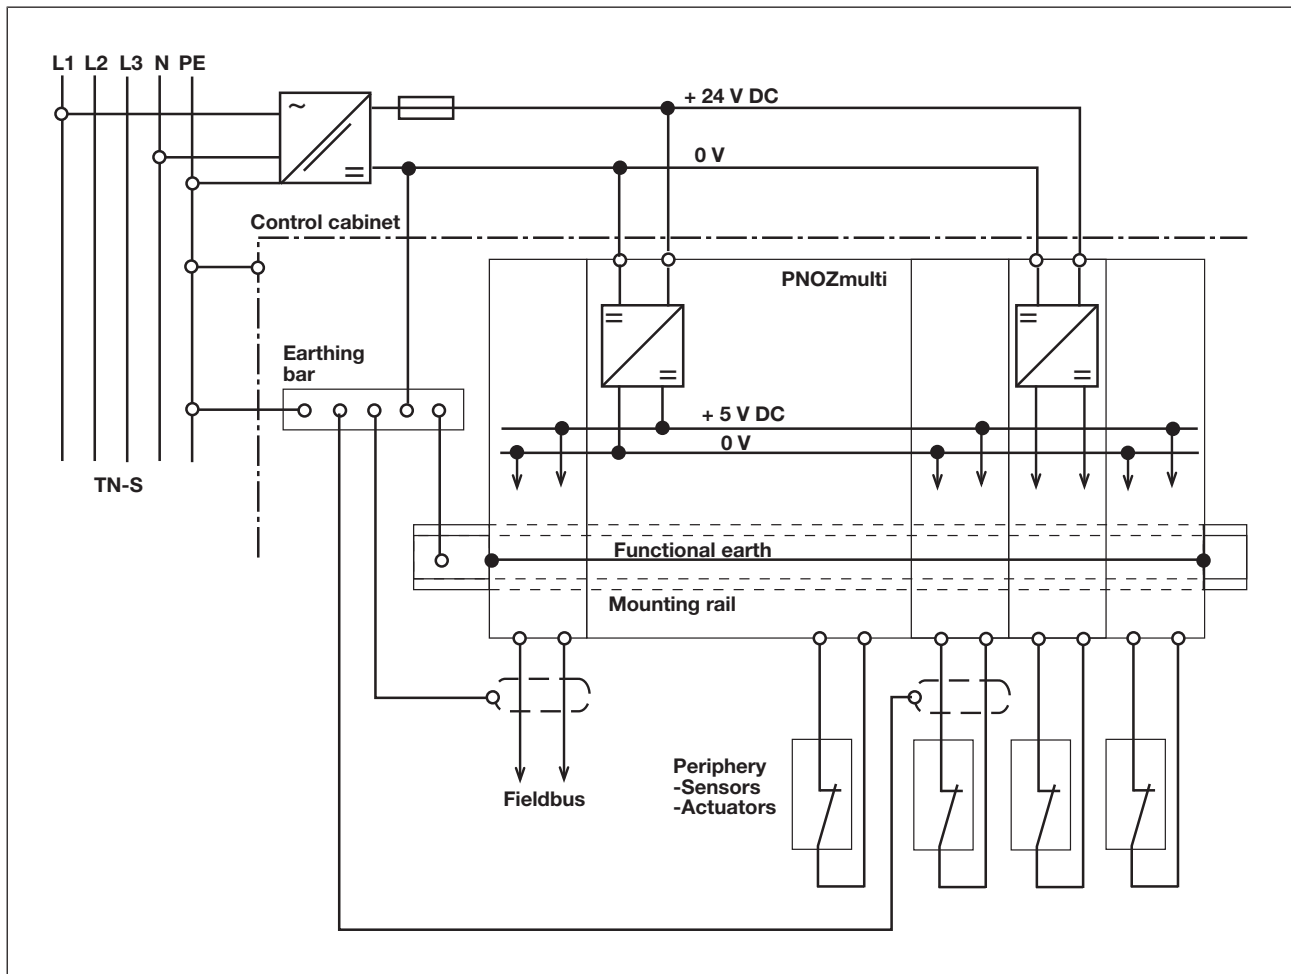 L1 L2 L3 N PE
+ 24 V DC
0 V
Control cabinet
PNOZmulti
Earthing
bar
+ 5 V DC
0 V
TN-S
Functional earth
Mounting rail
Periphery
-Sensors
-Actuators
Fieldbus